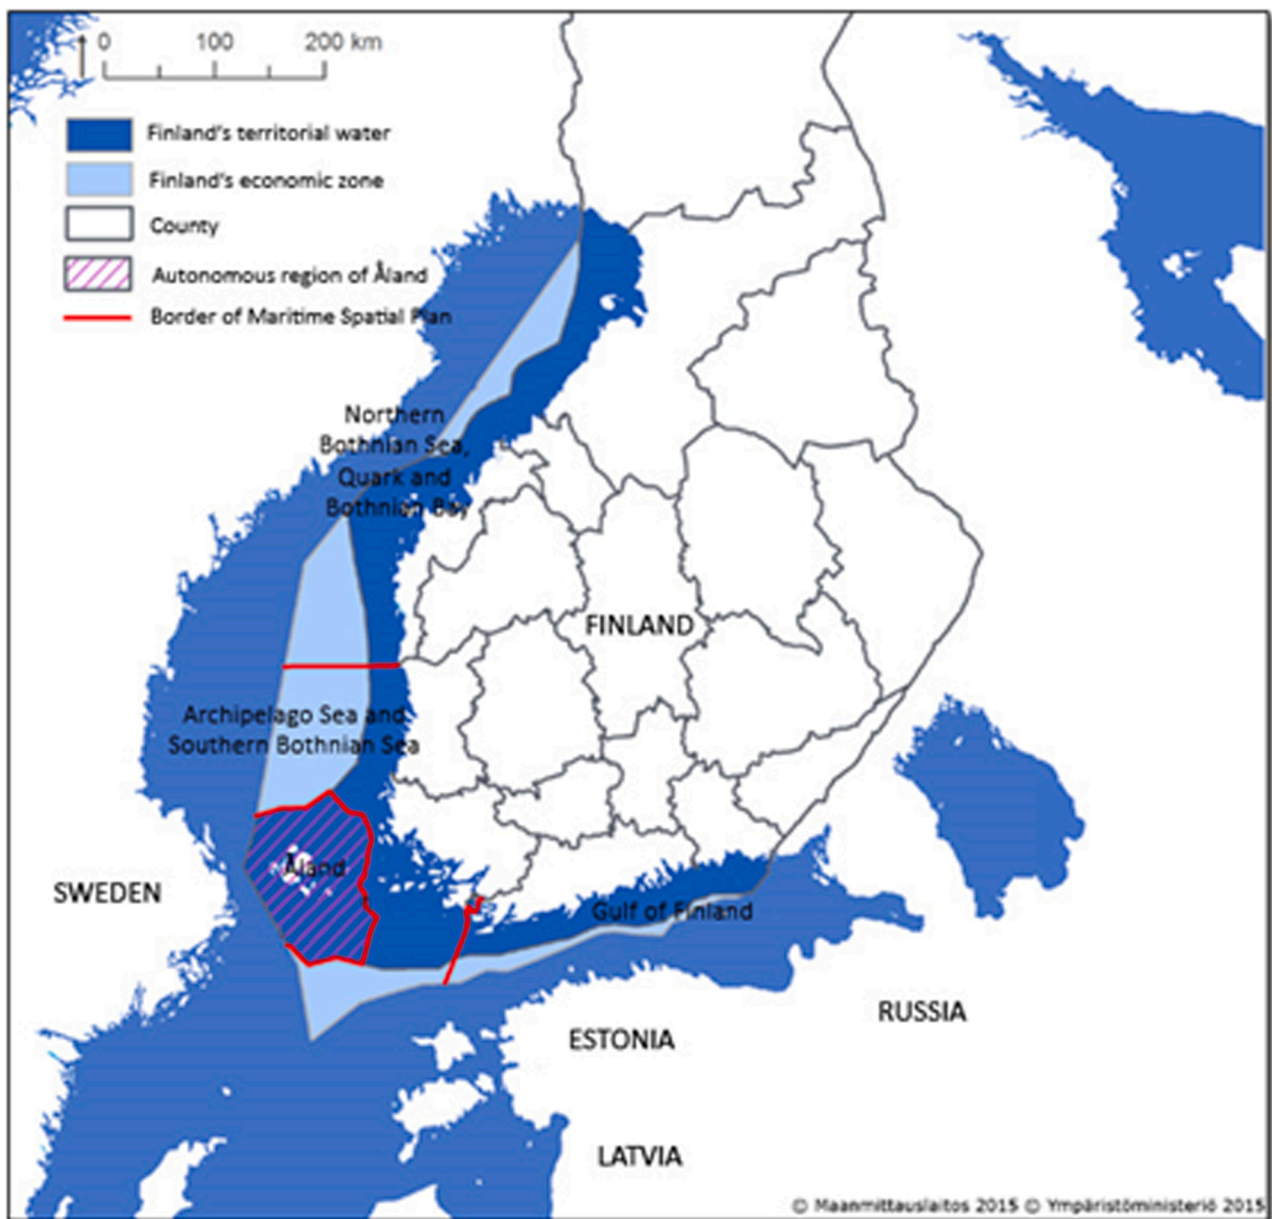 0 100 200 km
Finland's territorial water
Finland's economic zone
County
Autonomous region of Åland
Border of Maritime Spatial Plan
Northern
Bothnian Sea,
Quark and
Bothnian Bay
FINLAND
Archipelago Sea and
Southern Bothnian Sea
Åland
SWEDEN
Gulf of Finland
RUSSIA
ESTONIA
LATVIA
© Maanmittauslaitos 2015 © Ympäristöministeriö 2015